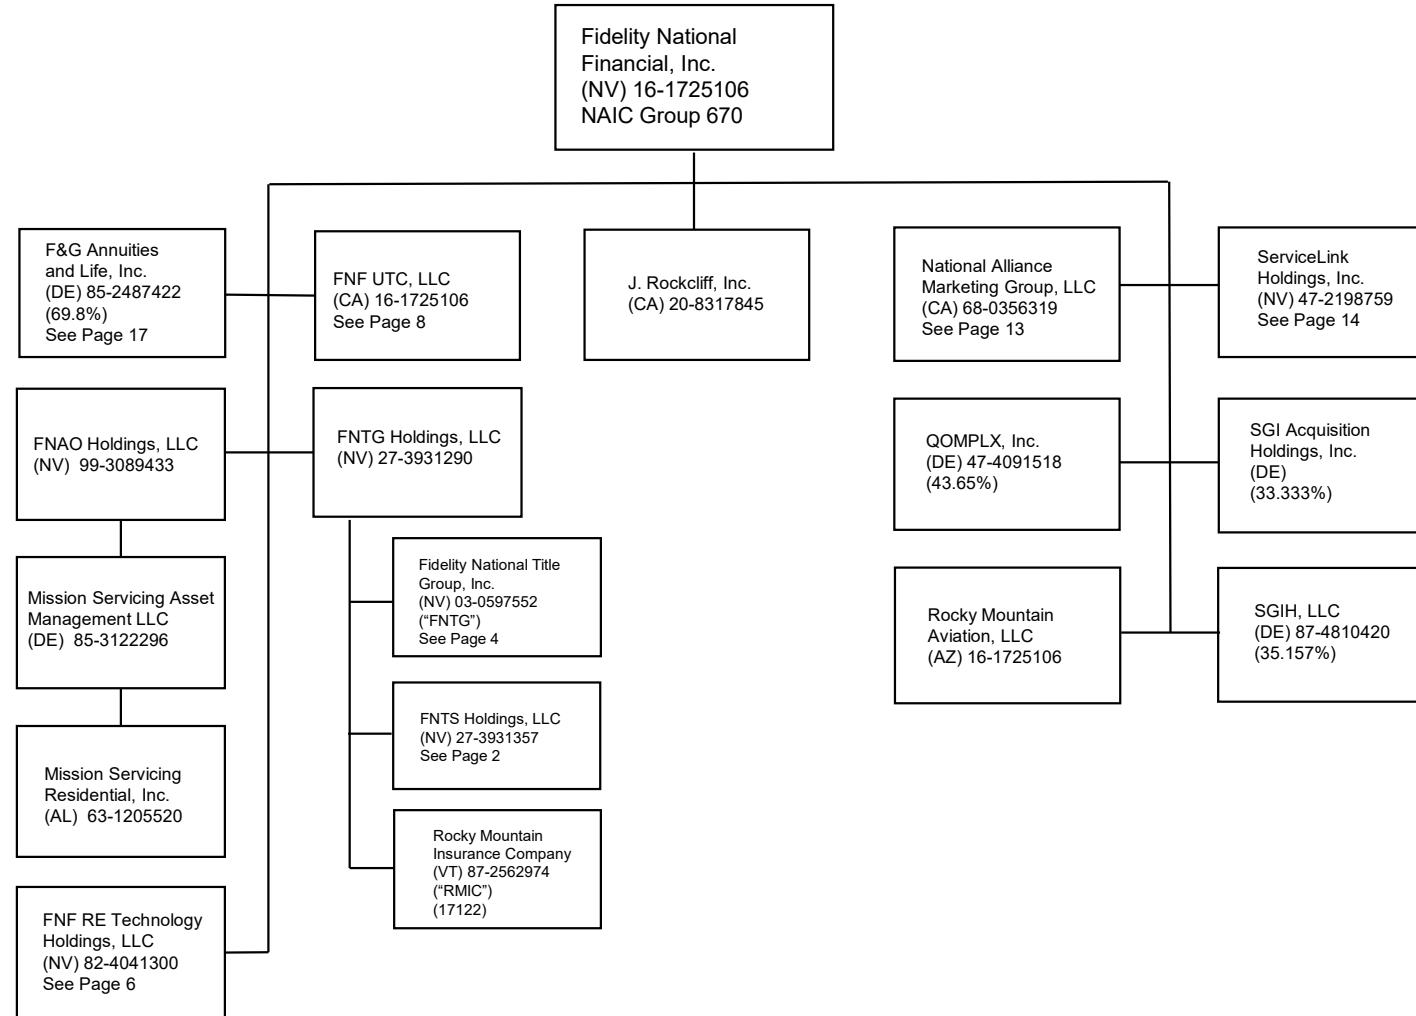 Fidelity National
Financial, Inc.
(NV) 16-1725106
NAIC Group 670
F&G Annuities
and Life, Inc.
(DE) 85-2487422
(69.8%)
See Page 17
FNF UTC, LLC
(CA) 16-1725106
See Page 8
J. Rockcliff, Inc.
(CA) 20-8317845
National Alliance
Marketing Group, LLC
(CA) 68-0356319
See Page 13
ServiceLink
Holdings, Inc.
(NV) 47-2198759
See Page 14
FNAO Holdings, LLC
(NV) 99-3089433
FNTG Holdings, LLC
(NV) 27-3931290
QOMPLX, Inc.
(DE) 47-4091518
(43.65%)
SGI Acquisition
Holdings, Inc.
(DE)
(33.333%)
Mission Servicing Asset
Management LLC
(DE) 85-3122296
Fidelity National Title
Group, Inc.
(NV) 03-0597552
(“FNTG”)
See Page 4
Rocky Mountain
Aviation, LLC
(AZ) 16-1725106
SGIH, LLC
(DE) 87-4810420
(35.157%)
FNTS Holdings, LLC
(NV) 27-3931357
See Page 2
Mission Servicing
Residential, Inc.
(AL) 63-1205520
Rocky Mountain
Insurance Company
(VT) 87-2562974
(“RMIC”)
(17122)
FNF RE Technology
Holdings, LLC
(NV) 82-4041300
See Page 6